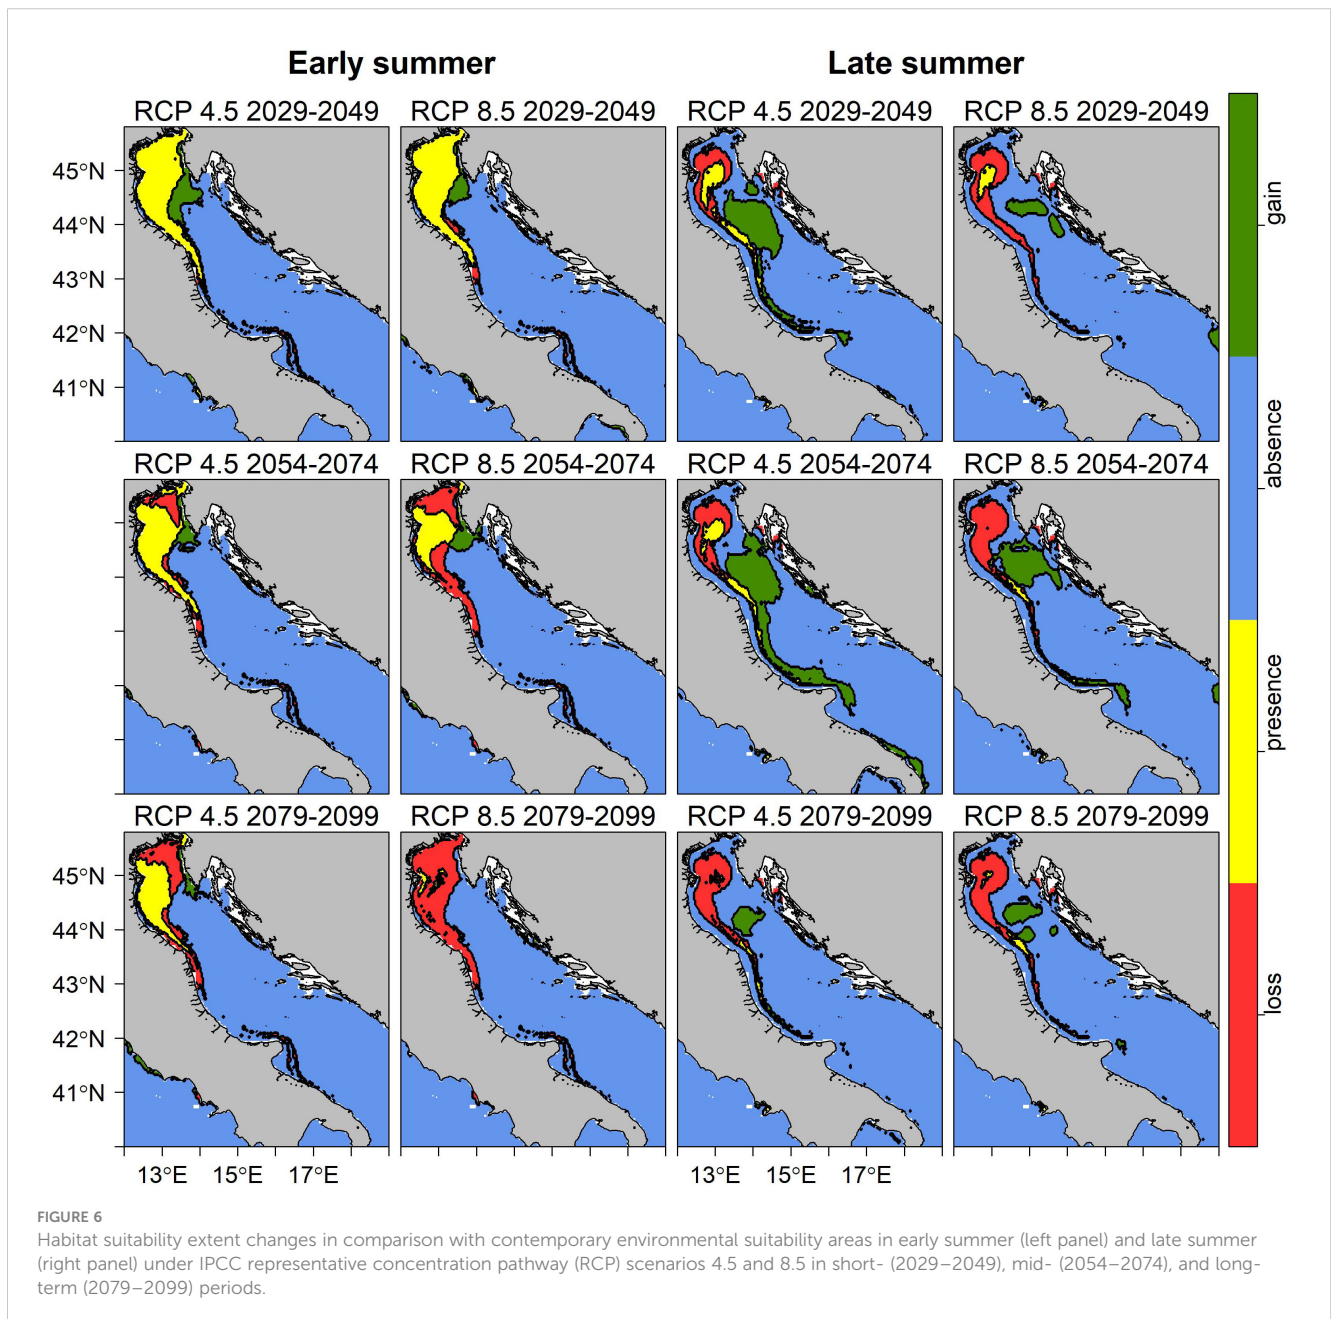 Early summer
Late summer
RCP 4.5 2029-2049
RCP 8.5 2029-2049
RCP 4.5 2029-2049
RCP 8.5 2029-2049
45°N
44°N
43°N
42°N
41°N
RCP 4.5 2054-2074
RCP 8.5 2054-2074
RCP 4.5 2054-2074
RCP 8.5 2054-2074
RCP 4.5 2079-2099
RCP 8.5 2079-2099
RCP 4.5 2079-2099
RCP 8.5 2079-2099
45°N
44°N
43°N
42°N
41°N
13°E
15°E
17°E
13°E
15°E
17°E
gain
absence
presence
loss
FIGURE 6
Habitat suitability extent changes in comparison with contemporary environmental suitability areas in early summer (left panel) and late summer
(right panel) under IPCC representative concentration pathway (RCP) scenarios 4.5 and 8.5 in short- (2029–2049), mid- (2054–2074), and long-
term (2079–2099) periods.